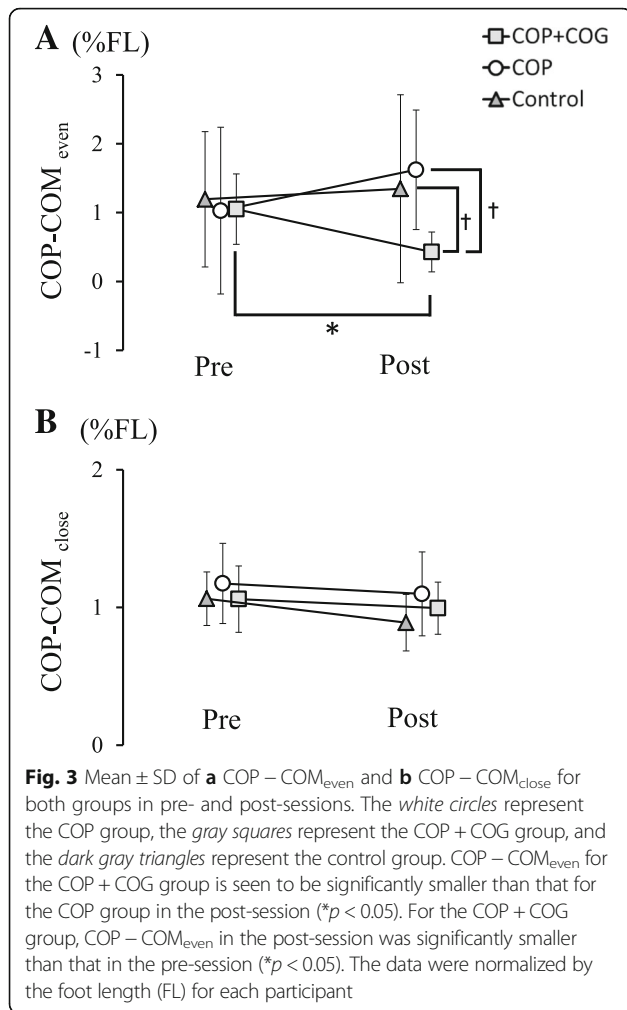 A (%FL)
COP+COG
COP
Control
3
2
1
0
-1
COP-COM even
†
†
*
Pre Post
B (%FL)
2
1
0
COP-COM close
Pre Post
Fig. 3 Mean ± SD of a COP − COMeven and b COP − COMclose for
both groups in pre- and post-sessions. The white circles represent
the COP group, the gray squares represent the COP + COG group, and
the dark gray triangles represent the control group. COP − COMeven for
the COP + COG group is seen to be significantly smaller than that for
the COP group in the post-session (*p < 0.05). For the COP + COG
group, COP − COMeven in the post-session was significantly smaller
than that in the pre-session (*p < 0.05). The data were normalized by
the foot length (FL) for each participant